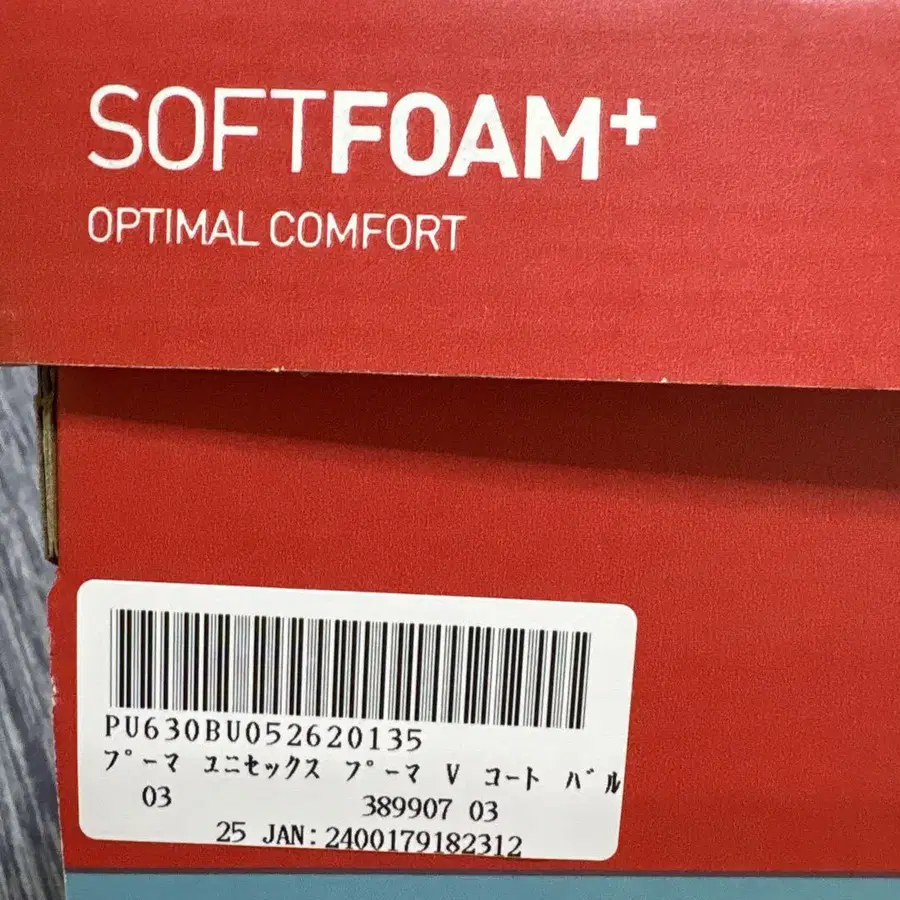 SOFTFOAM+
OPTIMAL COMFORT
PU630BU052620135
プーマ ユニセックス プーマ V コート バル
03 389907 03
25 JAN:2400179182312